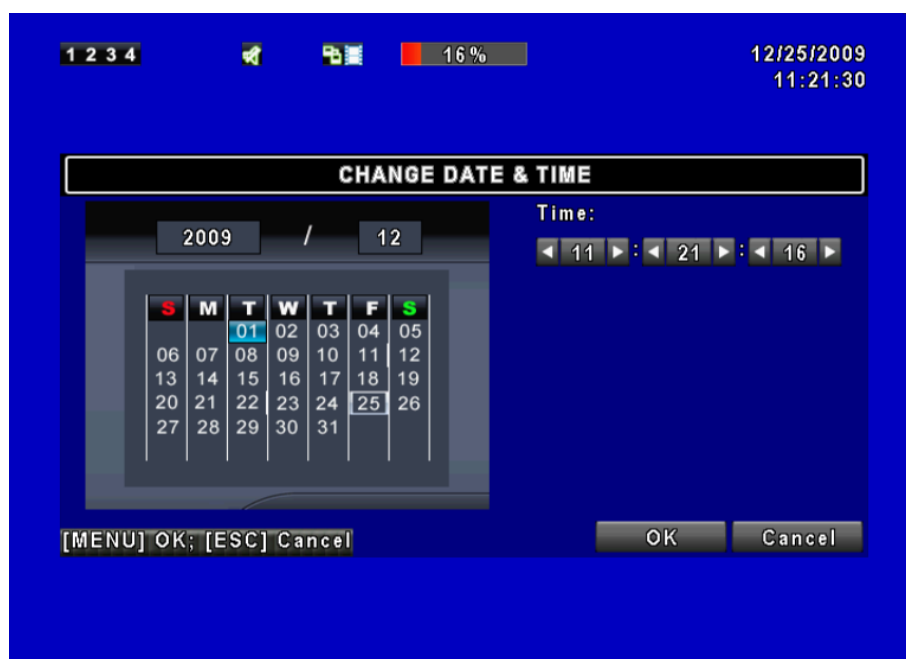 1 2 3 4 16% 12/25/2009
11:21:30
CHANGE DATE & TIME
2009 / 12
Time:
11 : 21 : 16
S M T W T F S
01 02 03 04 05
06 07 08 09 10 11 12
13 14 15 16 17 18 19
20 21 22 23 24 25 26
27 28 29 30 31
[MENU] OK; [ESC] Cancel
OK Cancel